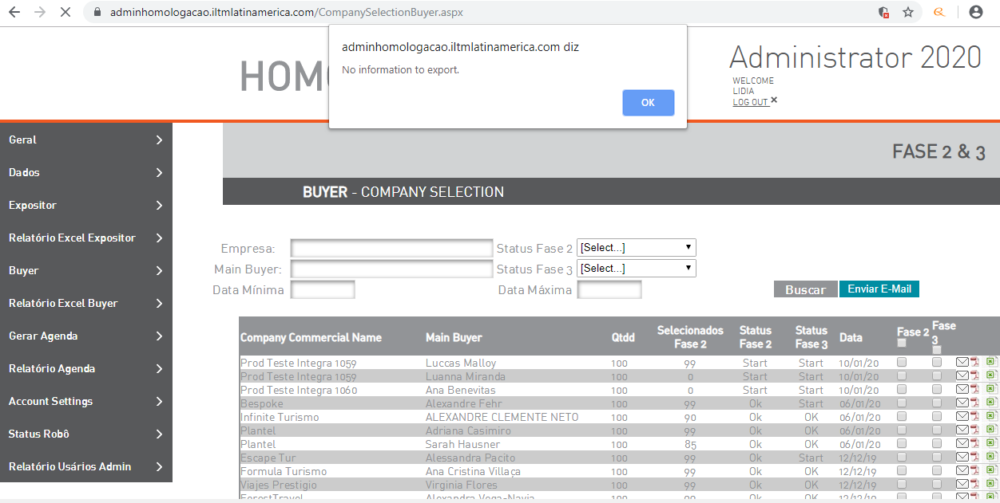 adminhomologacao.iltmlatinamerica.com/CompanySelectionBuyer.aspx
adminhomologacao.iltmlatinamerica.com diz
No information to export.
OK
HOM
Administrator 2020
WELCOME
LIDIA
LOG OUT
Geral
Dados
Expositor
Relatório Excel Expositor
Buyer
Relatório Excel Buyer
Gerar Agenda
Relatório Agenda
Account Settings
Status Robô
Relatório Usários Admin
FASE 2 & 3
BUYER - COMPANY SELECTION
Empresa: Status Fase 2 [Select...]
Main Buyer: Status Fase 3 [Select...]
Data Mínima Data Máxima Buscar Enviar E-Mail
Company Commercial Name Main Buyer Qtdd Selecionados Fase 2 Status Fase 2 Status Fase 3 Data Fase 2 Fase 3
Prod Teste Integra 1059 Luccas Malloy 100 99 Start Start 10/01/20
Prod Teste Integra 1059 Luanna Miranda 100 0 Start Start 10/01/20
Prod Teste Integra 1060 Ana Benevitas 100 0 Start Start 10/01/20
Bespoke Alexandre Fehr 100 99 Ok Start 06/01/20
Infinite Turismo ALEXANDRE CLEMENTE NETO 100 90 Ok OK 06/01/20
Plantel Adriana Casimiro 100 99 Ok OK 06/01/20
Plantel Sarah Hausner 100 85 Ok OK 06/01/20
Escape Tur Alessandra Pacito 100 99 Ok Start 12/12/19
Formula Turismo Ana Cristina Villaça 100 99 Ok OK 12/12/19
Viajes Prestigio Virginia Flores 100 99 Ok OK 12/12/19
ForestTravel Alexandra Vega-Navia 100 99 Ok OK 12/12/19